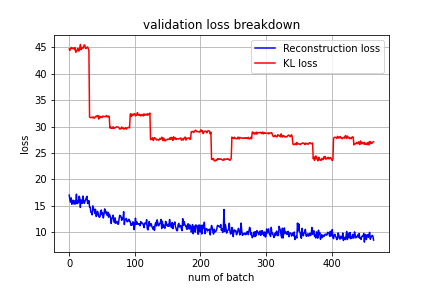 validation loss breakdown
Reconstruction loss
KL loss
loss
45
40
35
30
25
20
15
10
0
100
200
300
400
num of batch